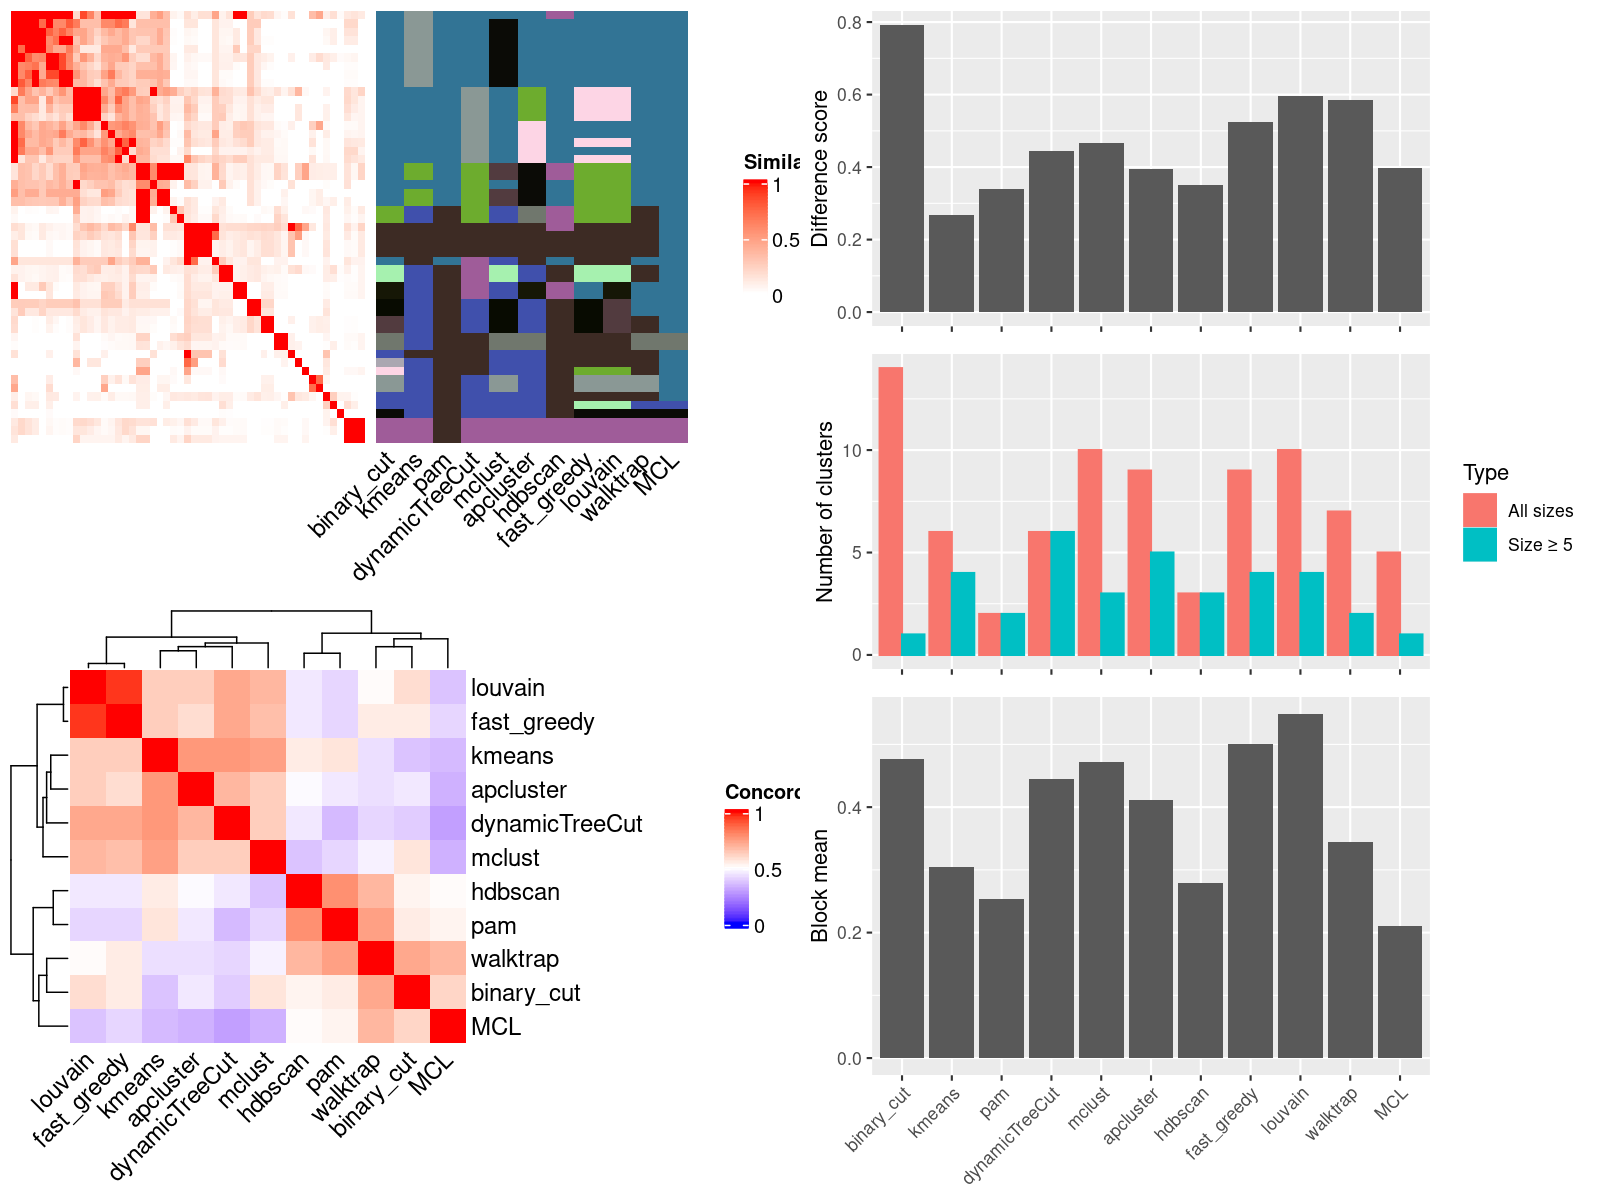 Simila
1
0.5
0
binary_cut
kmeans
pam
dynamicTreeCut
mclust
apcluster
hdbscan
fast_greedy
louvain
walktrap
MCL
louvain
fast_greedy
kmeans
apcluster
dynamicTreeCut
mclust
hdbscan
pam
walktrap
binary_cut
MCL
louvain
fast_greedy
kmeans
apcluster
dynamicTreeCut
mclust
hdbscan
pam
walktrap
binary_cut
MCL
Concord
1
0.5
0
Difference score
0.8
0.6
0.4
0.2
0.0
Number of clusters
10
5
0
Type
All sizes
Size ≥ 5
Block mean
0.4
0.2
0.0
binary_cut
kmeans
pam
dynamicTreeCut
mclust
apcluster
hdbscan
fast_greedy
louvain
walktrap
MCL